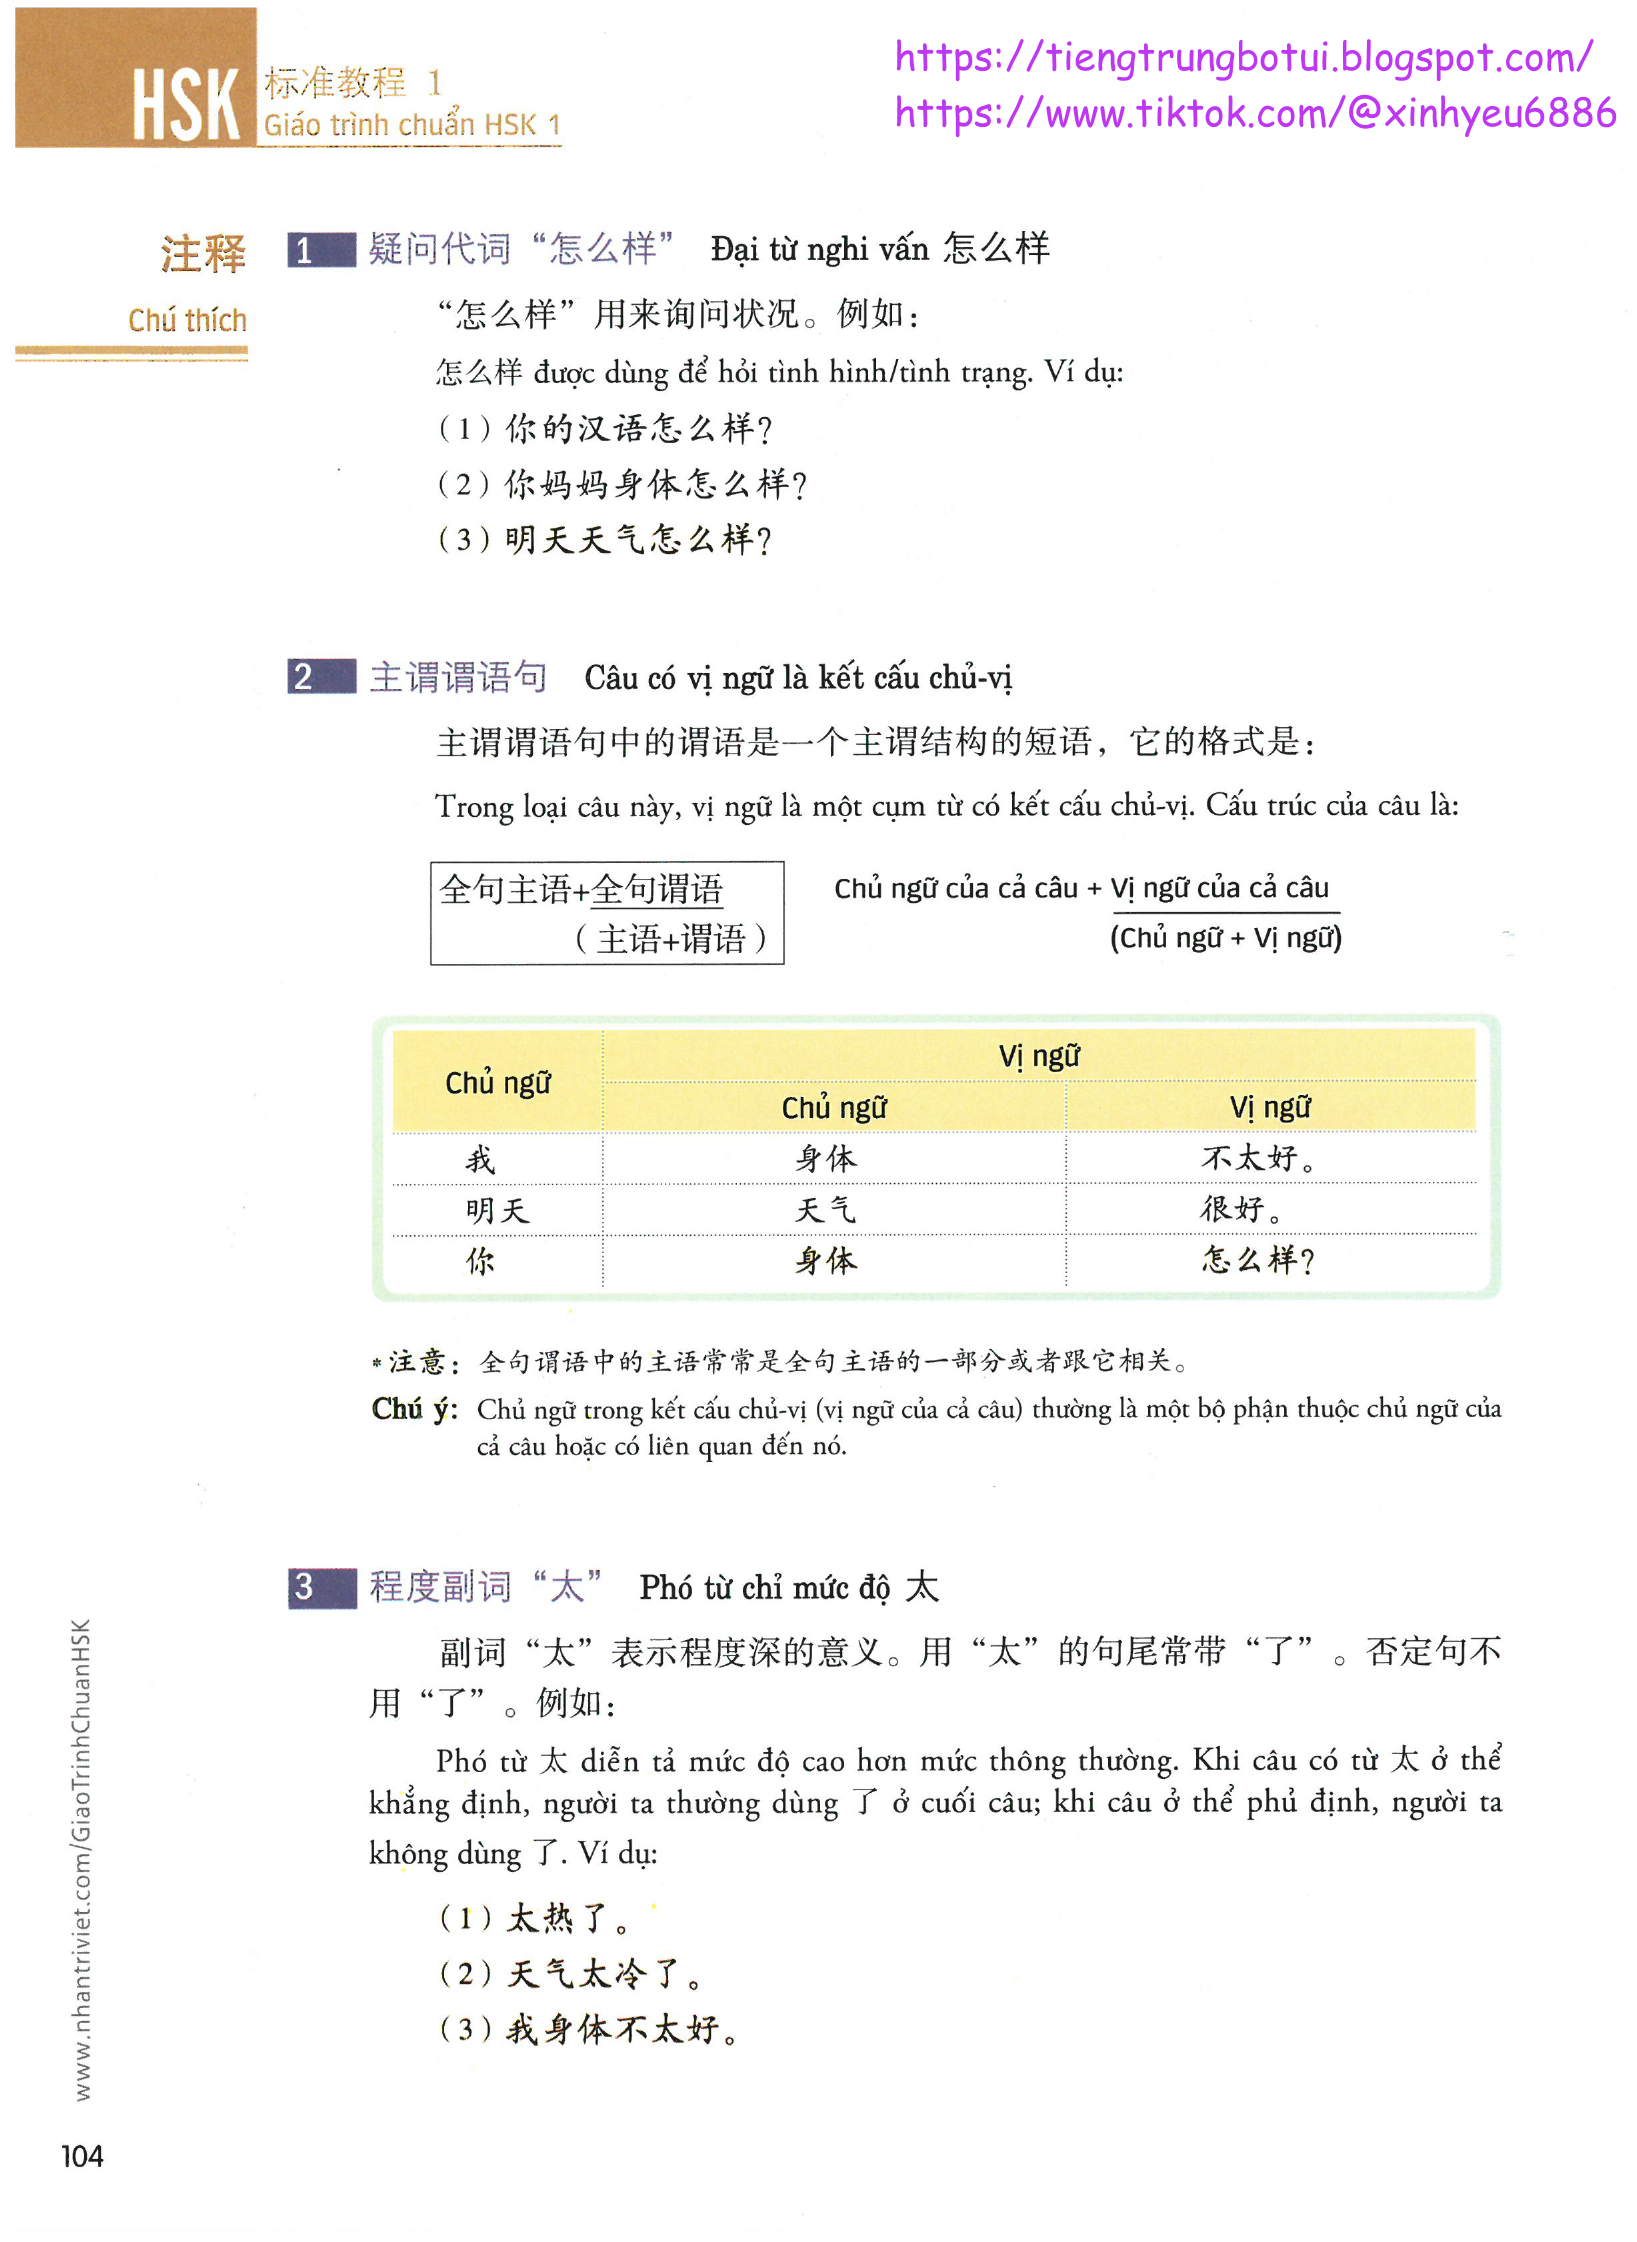 https://tiengtrungbotui.blogspot.com/
https://www.tiktok.com/@xinhyeu6886
HSK 标准教程 1
Giáo trình chuẩn HSK 1
注释
Chú thích
1 疑问代词“怎么样” Đại từ nghi vấn 怎么样
“怎么样”用来询问状况。例如：
怎么样 được dùng để hỏi tình hình/tình trạng. Ví dụ:
（1）你的汉语怎么样？
（2）你妈妈身体怎么样？
（3）明天天气怎么样？
2 主谓谓语句 Câu có vị ngữ là kết cấu chủ-vị
主谓谓语句中的谓语是一个主谓结构的短语，它的格式是：
Trong loại câu này, vị ngữ là một cụm từ có kết cấu chủ-vị. Cấu trúc của câu là:
全句主语+全句谓语
（主语+谓语）
Chủ ngữ của cả câu + Vị ngữ của cả câu
(Chủ ngữ + Vị ngữ)
Chủ ngữ Vị ngữ
Chủ ngữ Vị ngữ
我 身体 不太好。
明天 天气 很好。
你 身体 怎么样？
*注意：全句谓语中的主语常常是全句主语的一部分或者跟它相关。
Chú ý: Chủ ngữ trong kết cấu chủ-vị (vị ngữ của cả câu) thường là một bộ phận thuộc chủ ngữ của
cả câu hoặc có liên quan đến nó.
3 程度副词“太” Phó từ chỉ mức độ 太
副词“太”表示程度深的意义。用“太”的句尾常带“了”。否定句不
用“了”。例如：
Phó từ 太 diễn tả mức độ cao hơn mức thông thường. Khi câu có từ 太 ở thể
khẳng định, người ta thường dùng 了 ở cuối câu; khi câu ở thể phủ định, người ta
không dùng 了. Ví dụ:
（1）太热了。
（2）天气太冷了。
（3）我身体不太好。
www.nhantriviet.com/GiaoTrinhChuanHSK
104